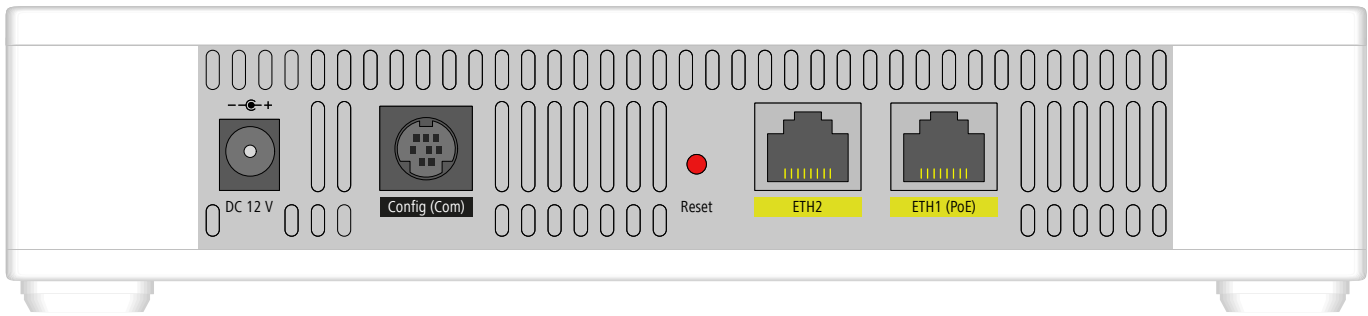 DC 12 V
Config (Com)
Reset
ETH2
ETH1 (PoE)